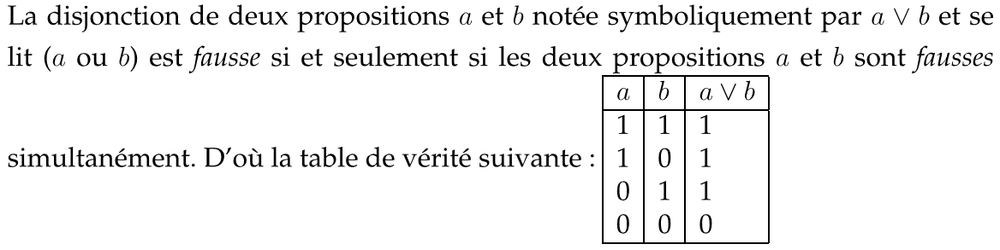 La disjonction de deux propositions a et b notée symboliquement par a ∨ b et se
lit (a ou b) est fausse si et seulement si les deux propositions a et b sont fausses
simultanément. D'où la table de vérité suivante :
a b a ∨ b
1 1 1
1 0 1
0 1 1
0 0 0